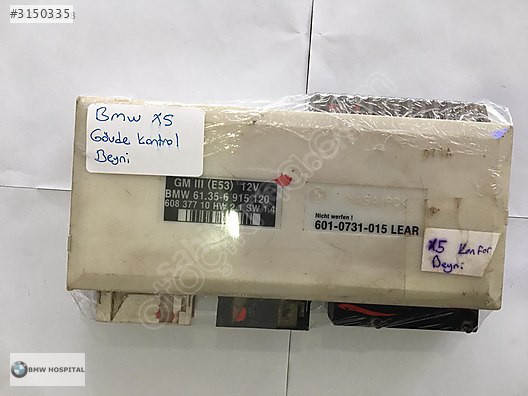 #3150335
Bmw X5
Gövde kontrol
Beyni
GM III (E53) 12V
BMW 61.35-6 915 120
608 377 10 HW 2.1 SW 1.4
Nicht werfen !
601-0731-015 LEAR
X5 Konfor
Beyni
BMW HOSPITAL